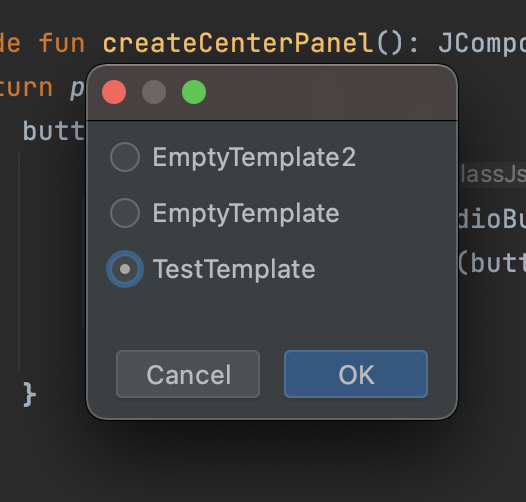 de fun createCenterPanel(): JCompo
turn p
butt
EmptyTemplate2
lassJs
EmptyTemplate
dioBu
TestTemplate
(butt
Cancel
OK
}